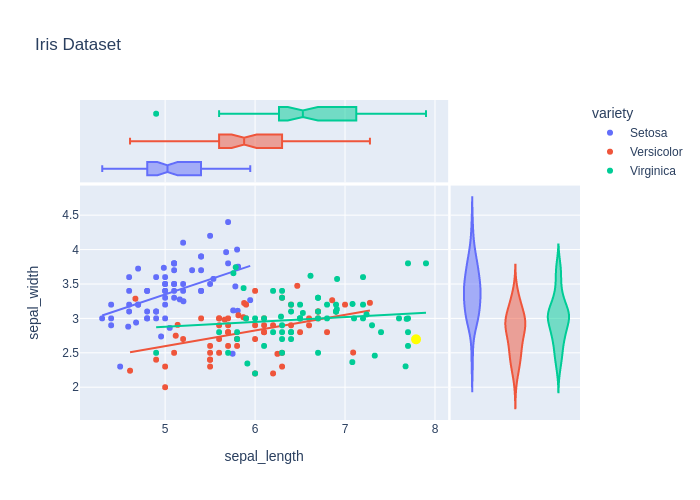 Iris Dataset
variety
Setosa
Versicolor
Virginica
4.5
4
3.5
3
2.5
2
sepal_width
5
6
7
8
sepal_length